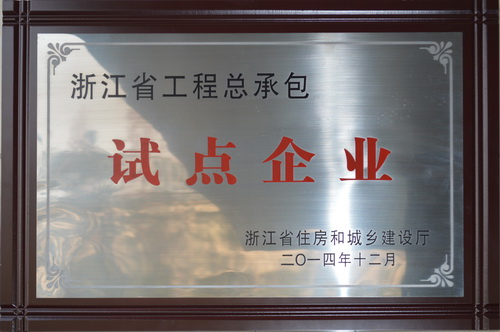 浙江省工程总承包
试点企业
浙江省住房和城乡建设厅
二〇一四年十二月